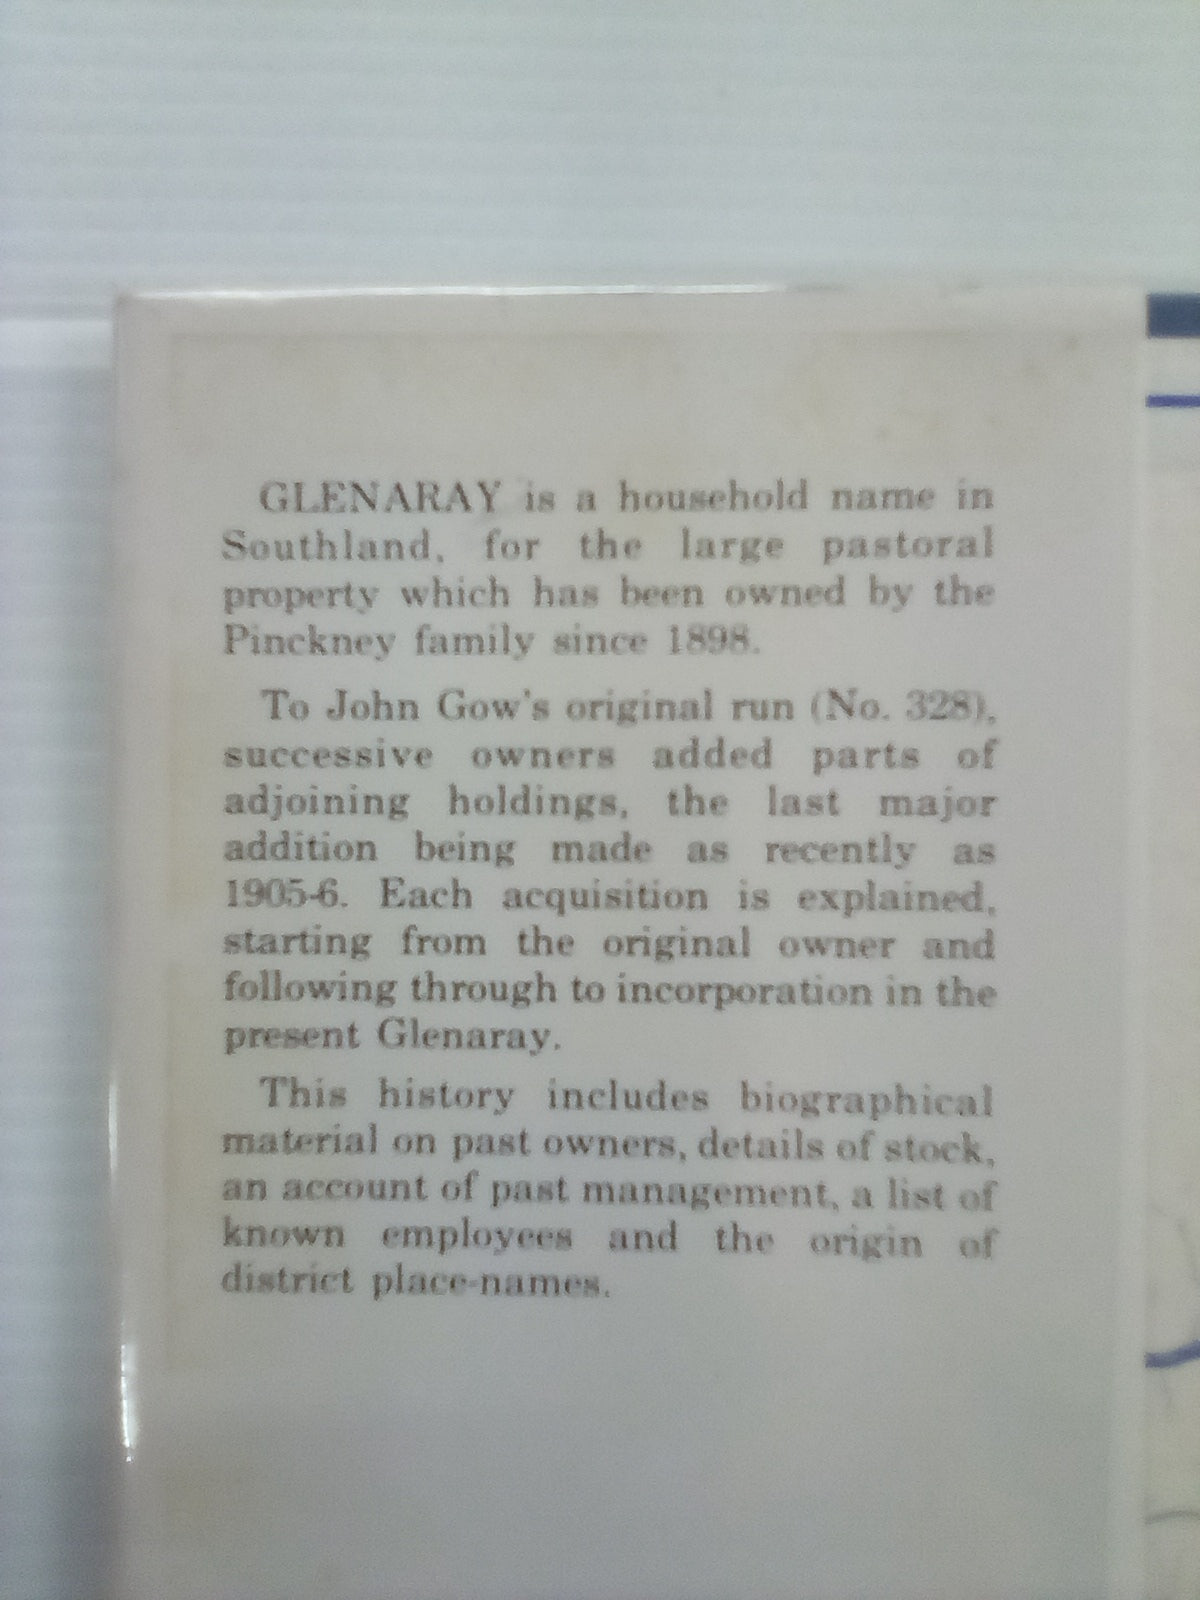 GLENARAY is a household name in
Southland, for the large pastoral
property which has been owned by the
Pinckney family since 1898.
To John Gow's original run (No. 328),
successive owners added parts of
adjoining holdings, the last major
addition being made as recently as
1905-6. Each acquisition is explained,
starting from the original owner and
following through to incorporation in the
present Glenaray.
This history includes biographical
material on past owners, details of stock,
an account of past management, a list of
known employees and the origin of
district place-names.